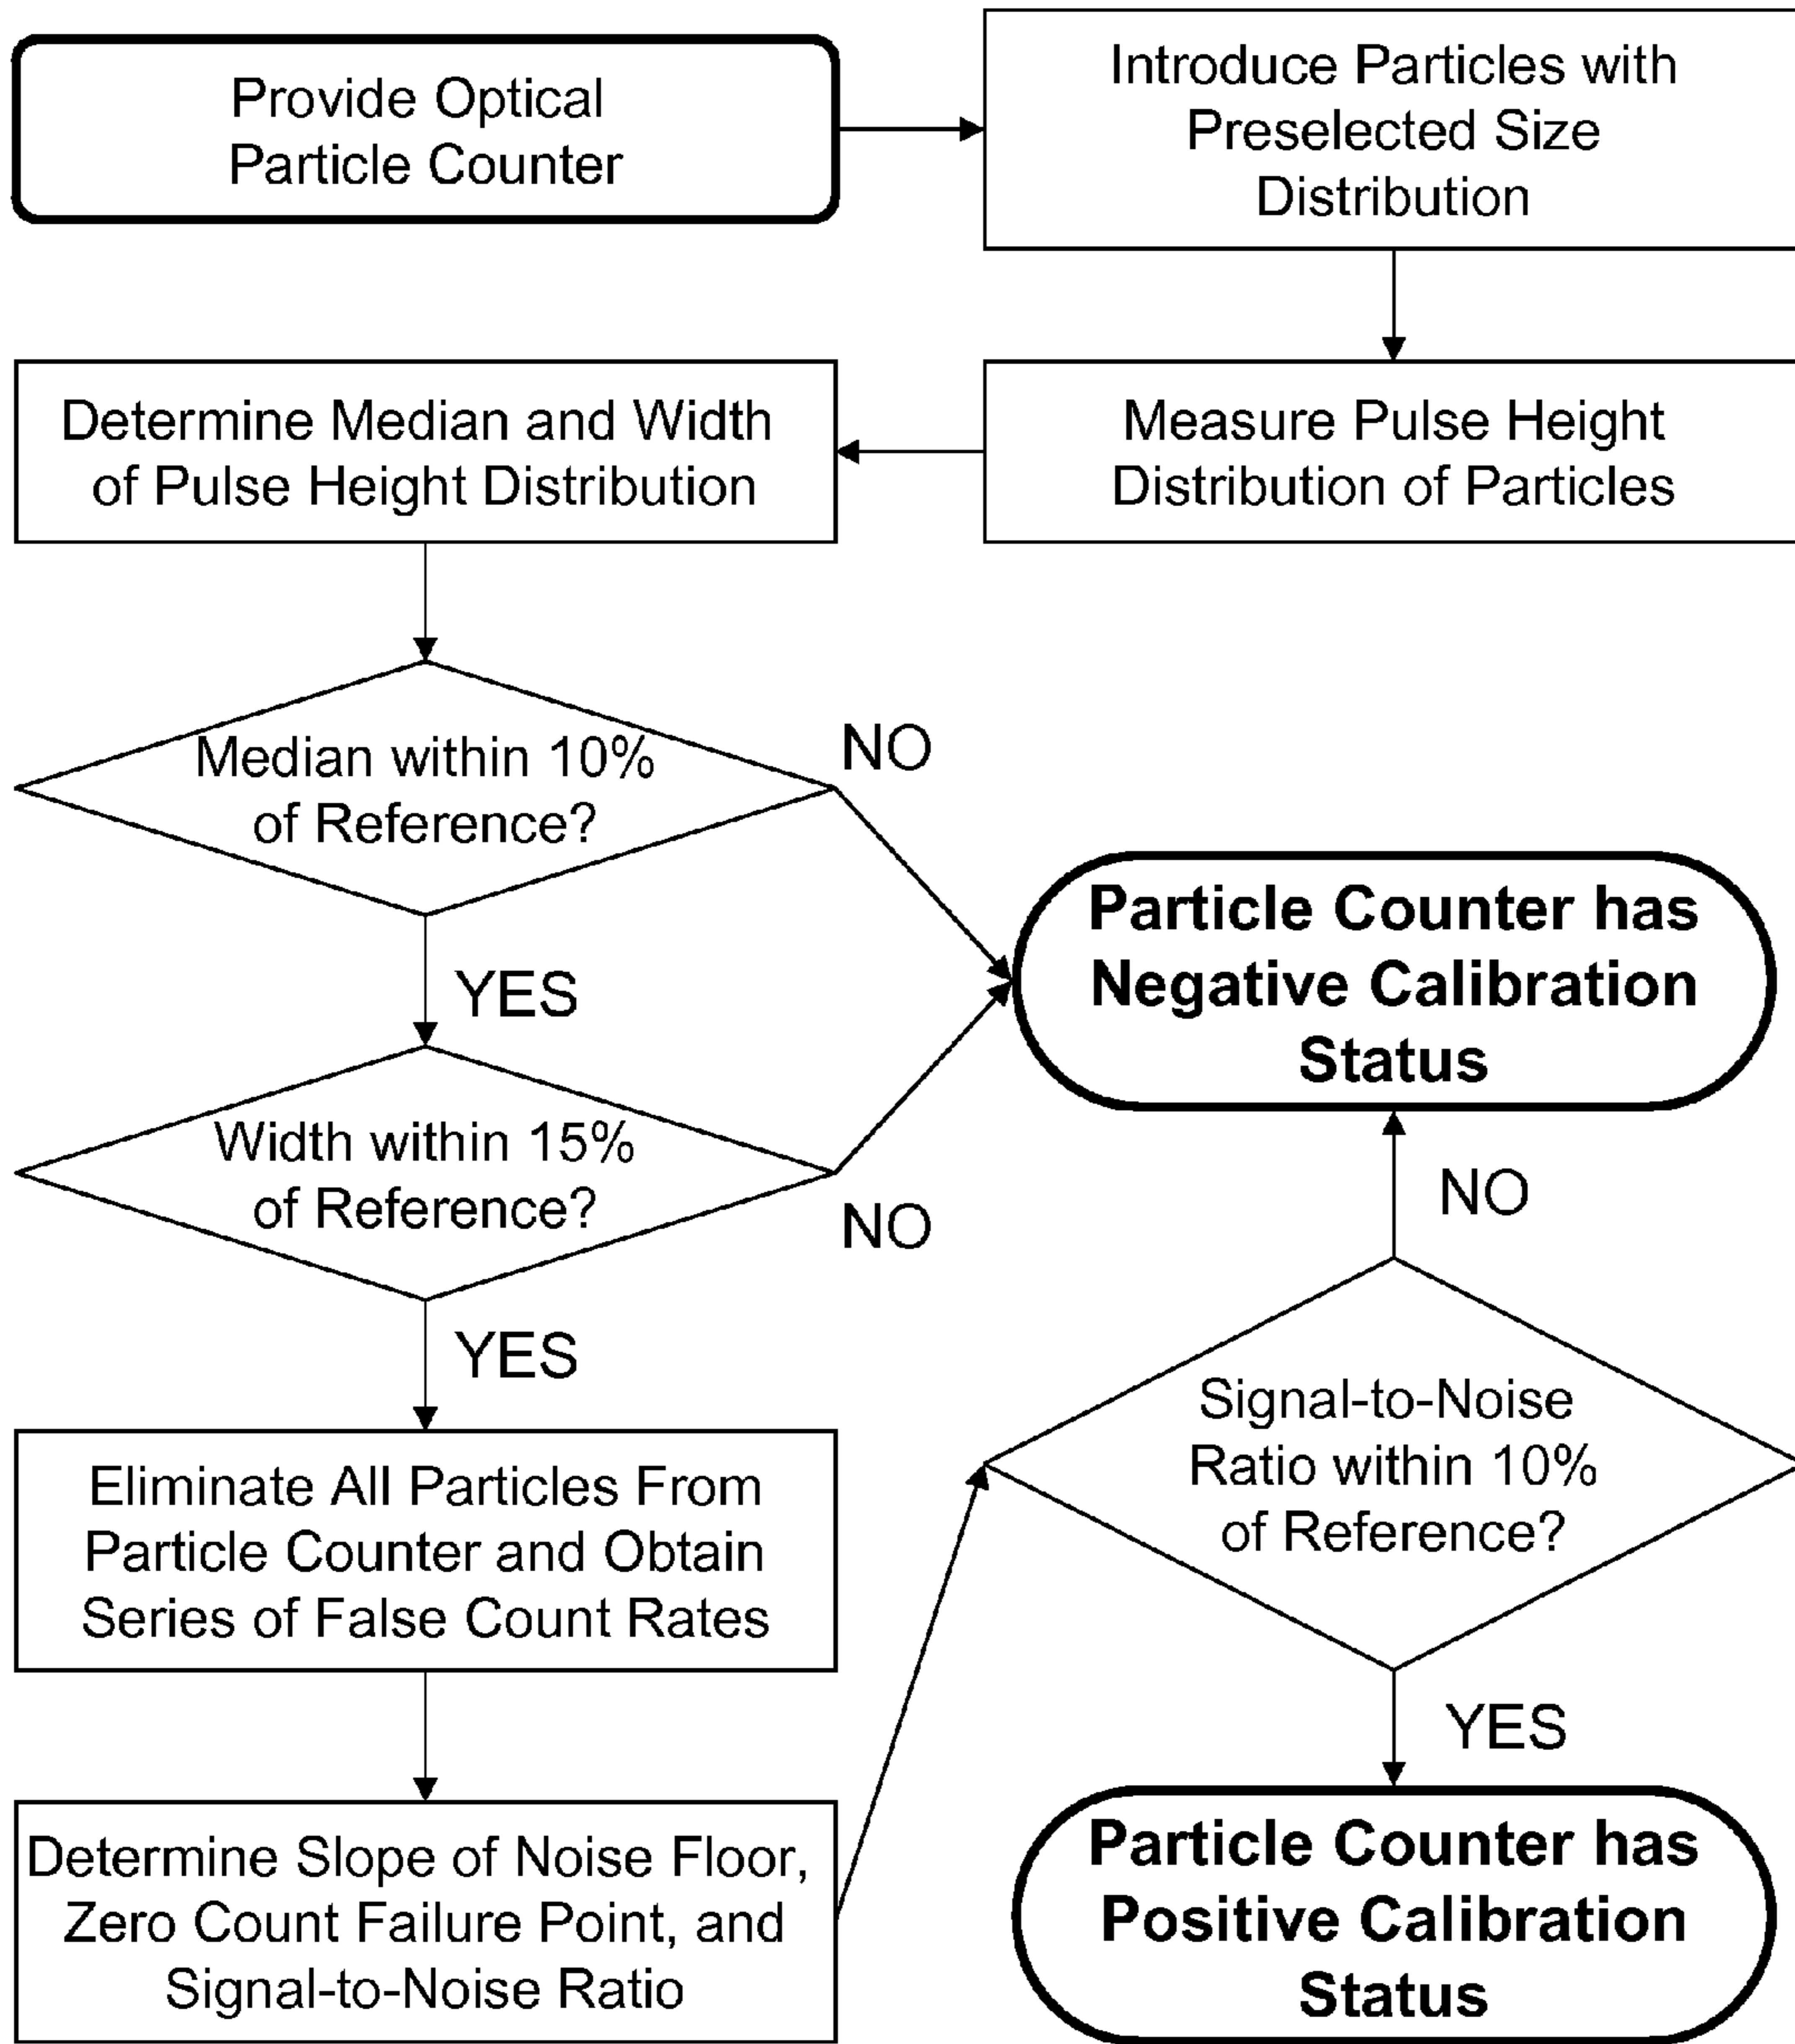 Provide Optical
Particle Counter
Introduce Particles with
Preselected Size
Distribution
Measure Pulse Height
Distribution of Particles
Determine Median and Width
of Pulse Height Distribution
Median within 10%
of Reference?
NO
YES
Width within 15%
of Reference?
NO
YES
Eliminate All Particles From
Particle Counter and Obtain
Series of False Count Rates
Determine Slope of Noise Floor,
Zero Count Failure Point, and
Signal-to-Noise Ratio
Signal-to-Noise
Ratio within 10%
of Reference?
NO
Particle Counter has
Negative Calibration
Status
YES
Particle Counter has
Positive Calibration
Status